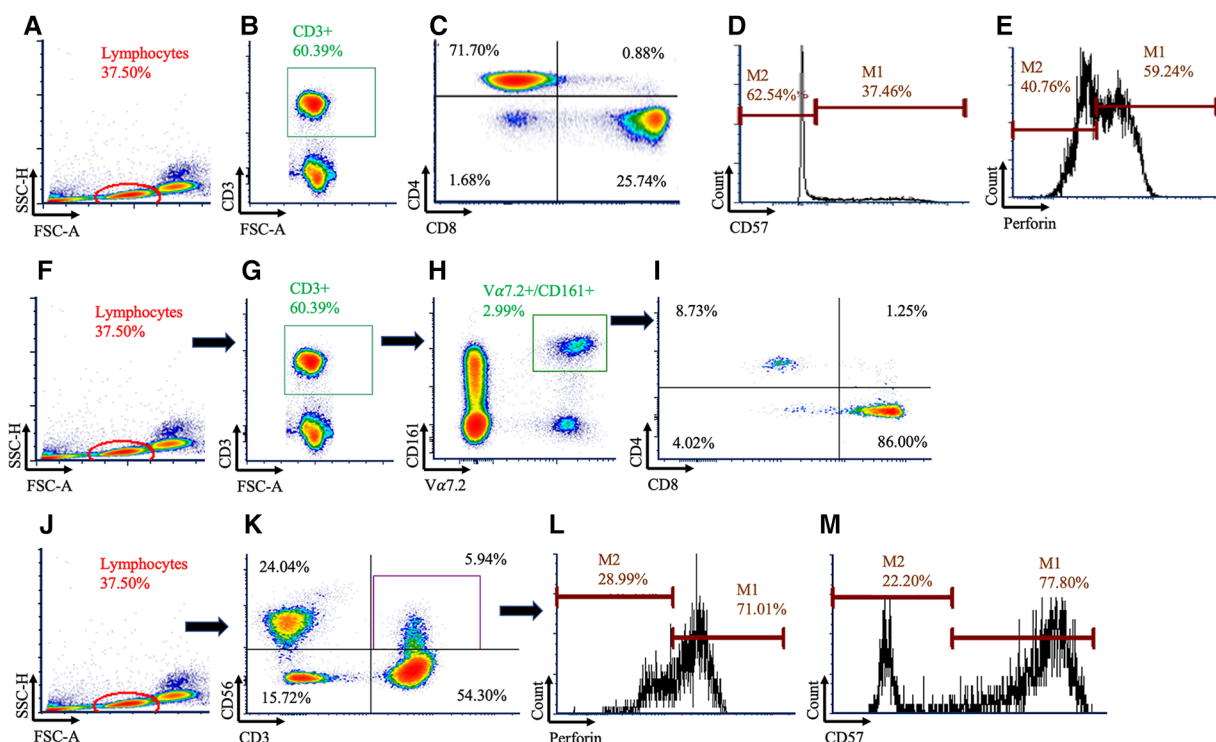 A
Lymphocytes
37.50%
SSC-H
FSC-A
B
CD3+
60.39%
CD3
FSC-A
C
71.70%
0.88%
1.68%
25.74%
CD4
CD8
D
M2
62.54%
M1
37.46%
Count
CD57
E
M2
40.76%
M1
59.24%
Count
Perforin
F
Lymphocytes
37.50%
SSC-H
FSC-A
G
CD3+
60.39%
CD3
FSC-A
H
Vα7.2+/CD161+
2.99%
CD161
Vα7.2
I
8.73%
1.25%
4.02%
86.00%
CD4
CD8
J
Lymphocytes
37.50%
SSC-H
FSC-A
K
24.04%
5.94%
15.72%
54.30%
CD56
CD3
L
M2
28.99%
M1
71.01%
Count
Perforin
M
M2
22.20%
M1
77.80%
Count
CD57